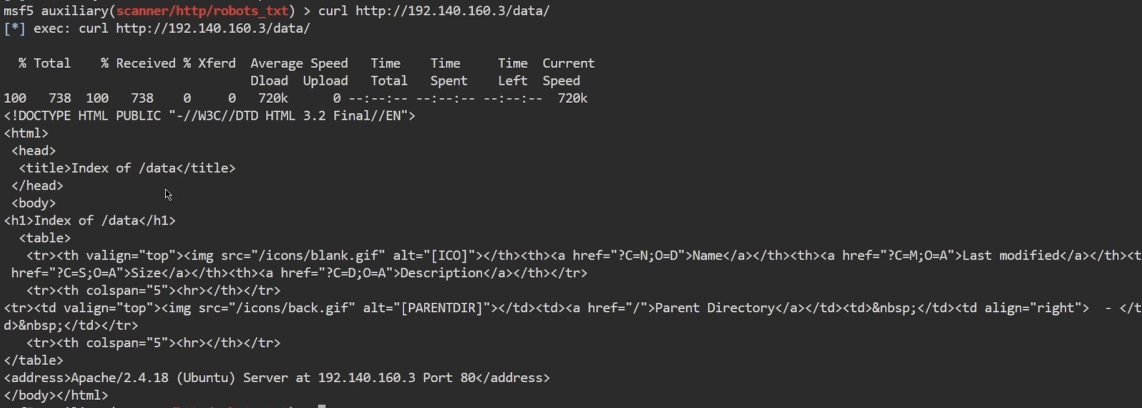 msf5 auxiliary(scanner/http/robots_txt) > curl http://192.140.160.3/data/
[*] exec: curl http://192.140.160.3/data/
% Total % Received % Xferd Average Speed Time Time Time Current
Dload Upload Total Spent Left Speed
100 738 100 738 0 0 720k 0 --:--:-- --:--:-- --:--:-- 720k
<!DOCTYPE HTML PUBLIC "-//W3C//DTD HTML 3.2 Final//EN">
<html>
<head>
<title>Index of /data</title>
</head>
<body>
<h1>Index of /data</h1>
<table>
<tr><th valign="top"><img src="/icons/blank.gif" alt="[ICO]"></th><th><a href="?C=N;O=D">Name</a></th><th><a href="?C=M;O=A">Last modified</a></th><t
href="?C=S;O=A">Size</a></th><th><a href="?C=D;O=A">Description</a></th></tr>
<tr><th colspan="5"><hr></th></tr>
<tr><td valign="top"><img src="/icons/back.gif" alt="[PARENTDIR]"></td><td><a href="/">Parent Directory</a></td><td>&nbsp;</td><td align="right"> - </t
d>&nbsp;</td></tr>
<tr><th colspan="5"><hr></th></tr>
</table>
<address>Apache/2.4.18 (Ubuntu) Server at 192.140.160.3 Port 80</address>
</body></html>